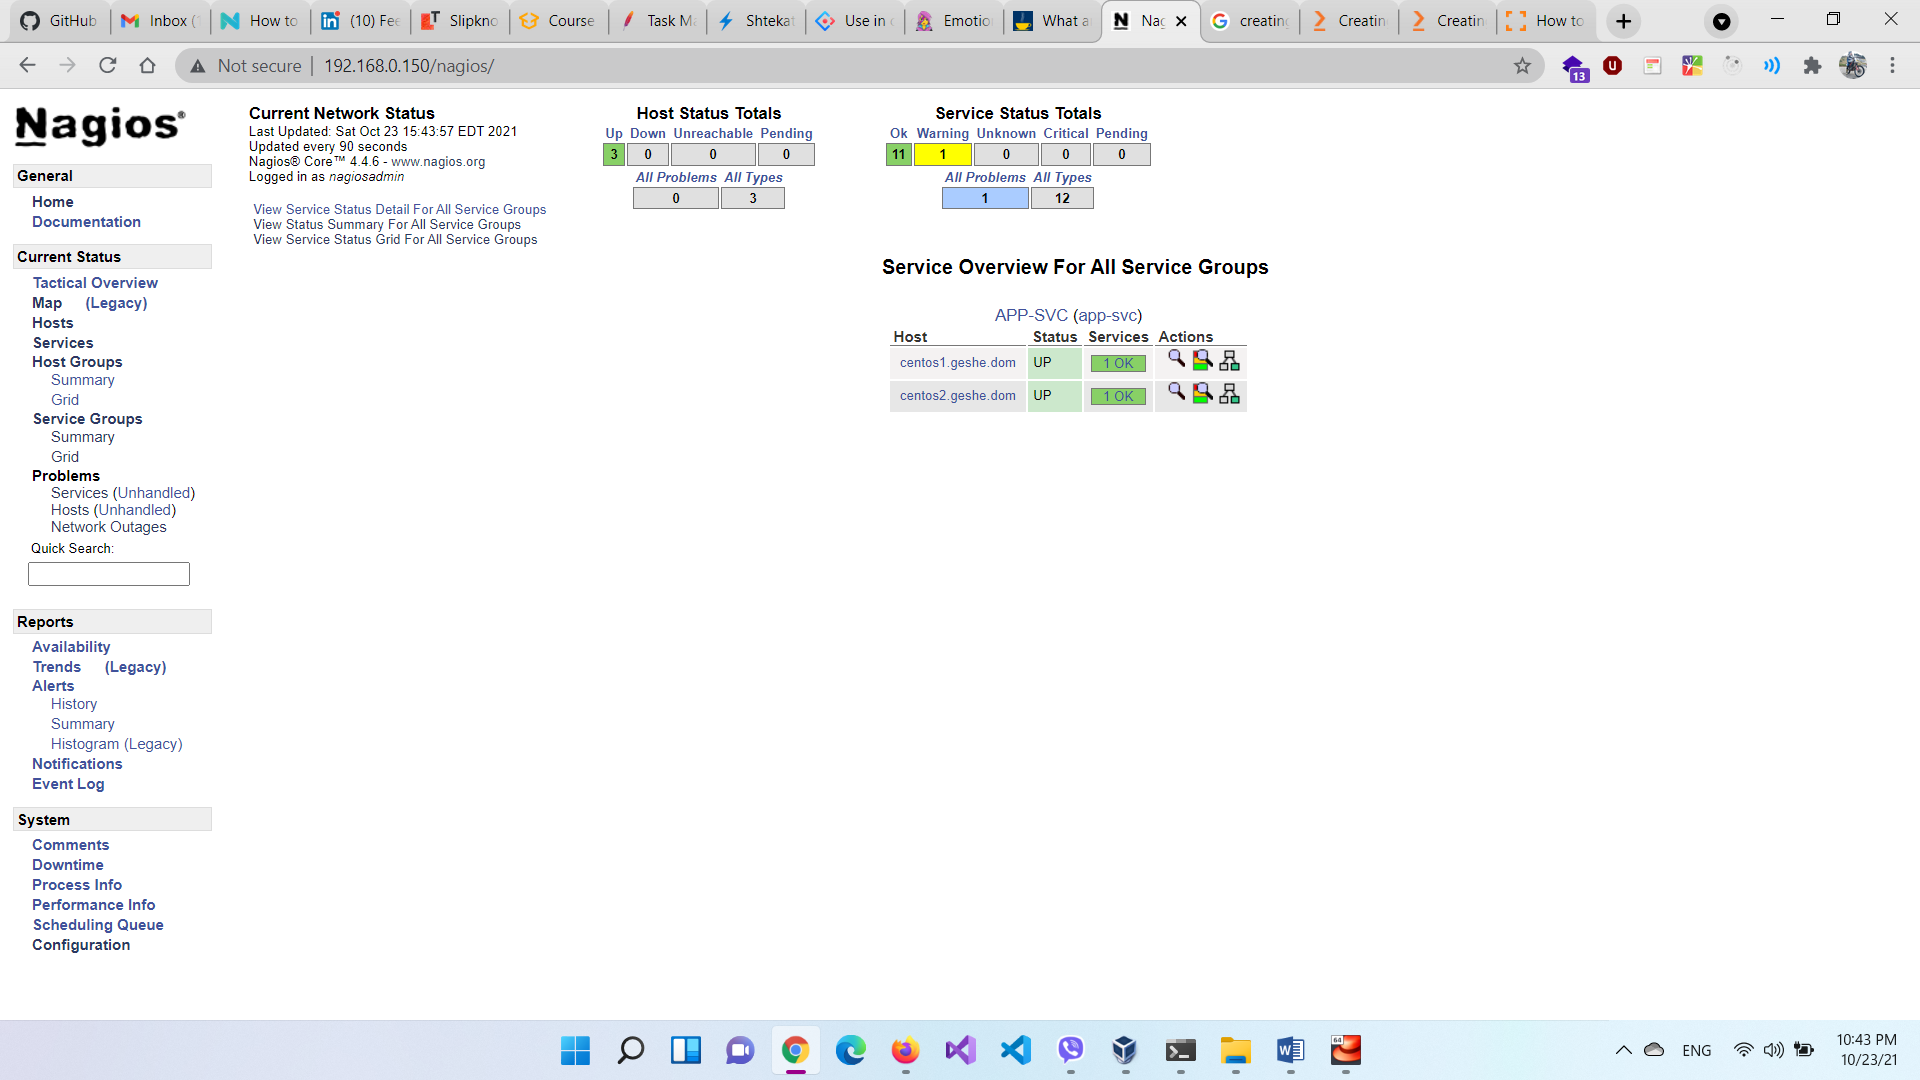 GitHub
Inbox (
How to
(10) Fee
Slipkno
Course
Task Ma
Shtekat
Use in c
Emotio
What a
Nag
creating
Creatin
Creatin
How to
Not secure
192.168.0.150/nagios/
13
Nagios®
General
Home
Documentation
Current Status
Tactical Overview
Map (Legacy)
Hosts
Services
Host Groups
Summary
Grid
Service Groups
Summary
Grid
Problems
Services (Unhandled)
Hosts (Unhandled)
Network Outages
Quick Search:
Reports
Availability
Trends (Legacy)
Alerts
History
Summary
Histogram (Legacy)
Notifications
Event Log
System
Comments
Downtime
Process Info
Performance Info
Scheduling Queue
Configuration
Current Network Status
Last Updated: Sat Oct 23 15:43:57 EDT 2021
Updated every 90 seconds
Nagios® Core™ 4.4.6 - www.nagios.org
Logged in as nagiosadmin
View Service Status Detail For All Service Groups
View Status Summary For All Service Groups
View Service Status Grid For All Service Groups
Host Status Totals
Up Down Unreachable Pending
3 0 0 0
All Problems All Types
0 3
Service Status Totals
Ok Warning Unknown Critical Pending
11 1 0 0 0
All Problems All Types
1 12
Service Overview For All Service Groups
APP-SVC (app-svc)
Host Status Services Actions
centos1.geshe.dom UP 1 OK
centos2.geshe.dom UP 1 OK
64
ENG
10:43 PM
10/23/21